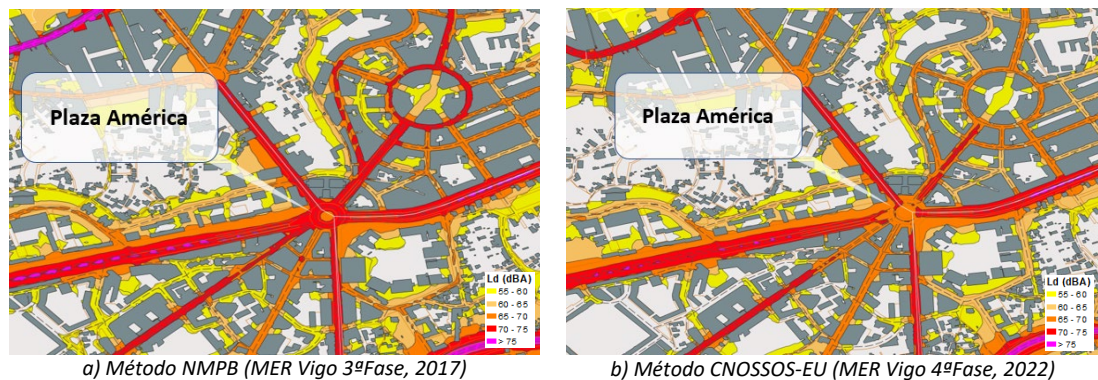 Plaza América
Ld (dBA)
55 - 60
60 - 65
65 - 70
70 - 75
> 75
a) Método NMPB (MER Vigo 3ªFase, 2017)
Plaza América
Ld (dBA)
55 - 60
60 - 65
65 - 70
70 - 75
> 75
b) Método CNOSSOS-EU (MER Vigo 4ªFase, 2022)